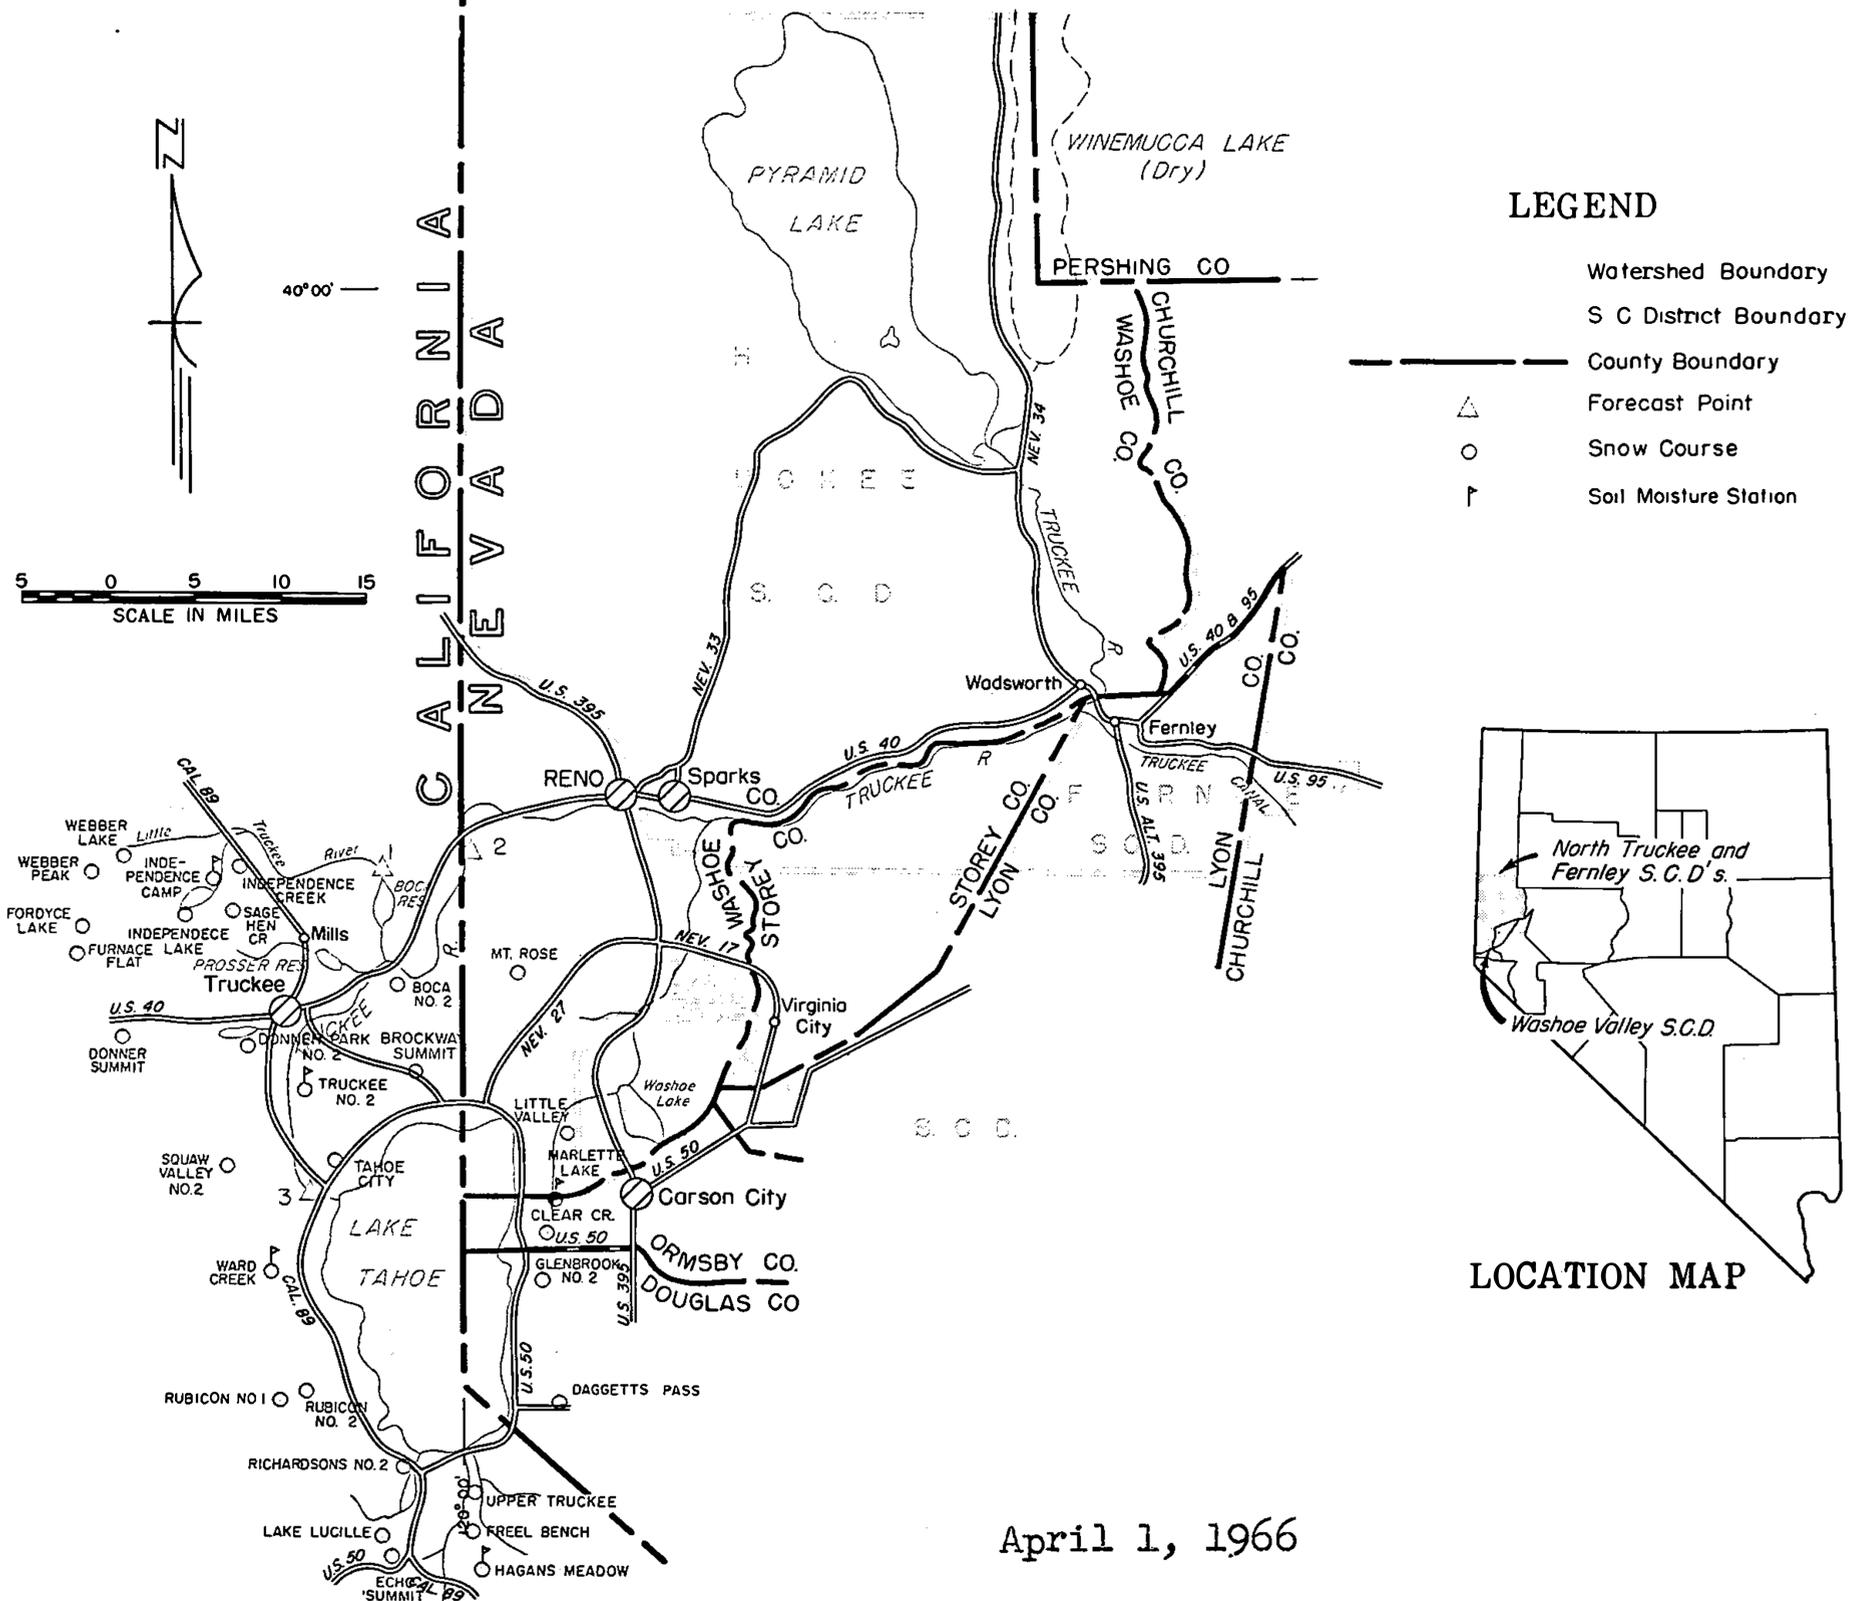 PYRAMID
LAKE
WINEMUCCA LAKE
(Dry)
LEGEND
Watershed Boundary
S C District Boundary
County Boundary
Forecast Point
Snow Course
Soil Moisture Station
40°00'
CALIFORNIA
NEVADA
PERSHING CO
CHURCHILL CO.
WASHOE CO.
H
NEV. 34
TRUCKEE
R
S. C. D
5 0 5 10 15
SCALE IN MILES
U.S. 395
NEV. 33
U.S. 40 & 95
CO.
CO.
Wadsworth
Fernley
U.S. 40
TRUCKEE
R
TRUCKEE
CANAL
U.S. 95
RENO
Sparks
CO.
CO.
U.S. ALT. 395
S. C. D.
WASHOE
STOREY
STOREY CO.
LYON CO.
LYON
CHURCHILL
CAL. 89
WEBBER
LAKE
Little
Truckee
River
1
2
WEBBER
PEAK
INDE-
PENDENCE
CAMP
INDEPENDENCE
CREEK
BOCA
RES
FORDYCE
LAKE
SAGE
HEN
CR
INDEPENDECE LAKE
FURNACE
FLAT
Mills
PROSSER RES
R.
MT. ROSE
NEV. 17
Truckee
BOCA
NO. 2
U.S. 40
Virginia
City
NEV. 27
DONNER
SUMMIT
DONNER PARK
NO. 2
BROCKWAY
SUMMIT
TRUCKEE
NO. 2
LITTLE
VALLEY
Washoe
Lake
S. C. D.
SQUAW
VALLEY
NO. 2
TAHOE
CITY
MARLETTE
LAKE
U.S. 50
3
Carson City
LAKE
TAHOE
CLEAR CR.
U.S. 50
WARD
CREEK
CAL. 89
GLENBROOK
NO. 2
U.S. 395
ORMSBY CO.
DOUGLAS CO
U.S. 50
DAGGETTS PASS
RUBICON NO 1
RUBICON
NO. 2
RICHARDSONS NO. 2
120°00'
UPPER TRUCKEE
LAKE LUCILLE
FREEL BENCH
HAGANS MEADOW
U.S. 50
ECHO
SUMMIT
CAL. 89
North Truckee and
Fernley S.C.D's.
Washoe Valley S.C.D.
LOCATION MAP
April 1, 1966